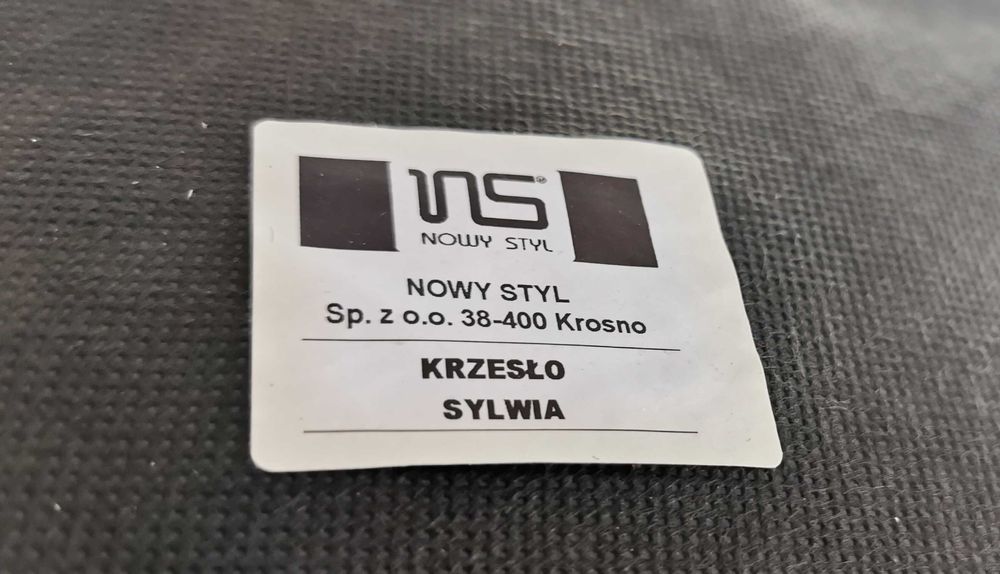 ns®
NOWY STYL
NOWY STYL
Sp. z o.o. 38-400 Krosno
KRZESŁO
SYLWIA